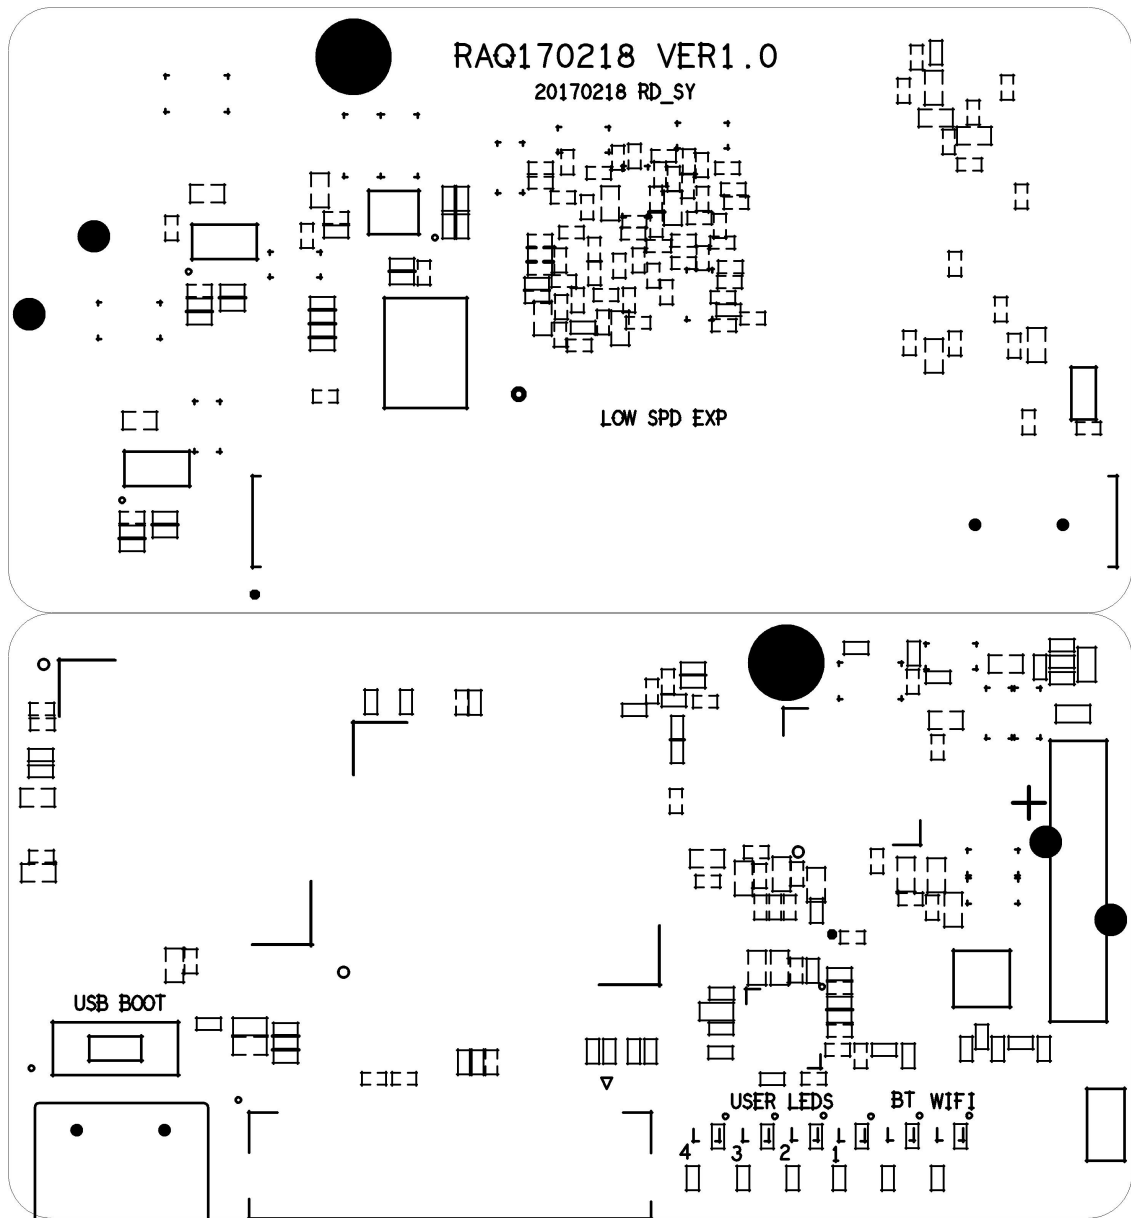 RAQ170218 VER1.0
20170218 RD_SY
LOW SPD EXP
USB BOOT
USER LEDS BT WIFI
4 3 2 1